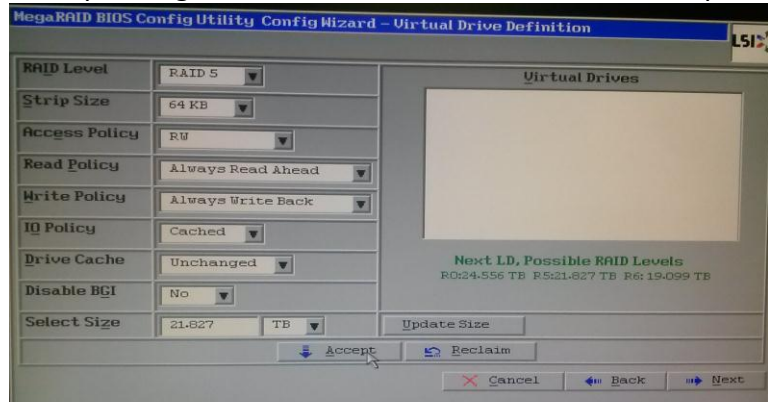 MegaRAID BIOS Config Utility Config Wizard - Virtual Drive Definition
LSI
RAID Level
RAID 5
Strip Size
64 KB
Access Policy
RW
Read Policy
Always Read Ahead
Write Policy
Always Write Back
IO Policy
Cached
Drive Cache
Unchanged
Disable BGI
No
Select Size
21.827
TB
Virtual Drives
Next LD, Possible RAID Levels
R0:24.556 TB R5:21.827 TB R6: 19.099 TB
Update Size
Accept
Reclaim
Cancel
Back
Next